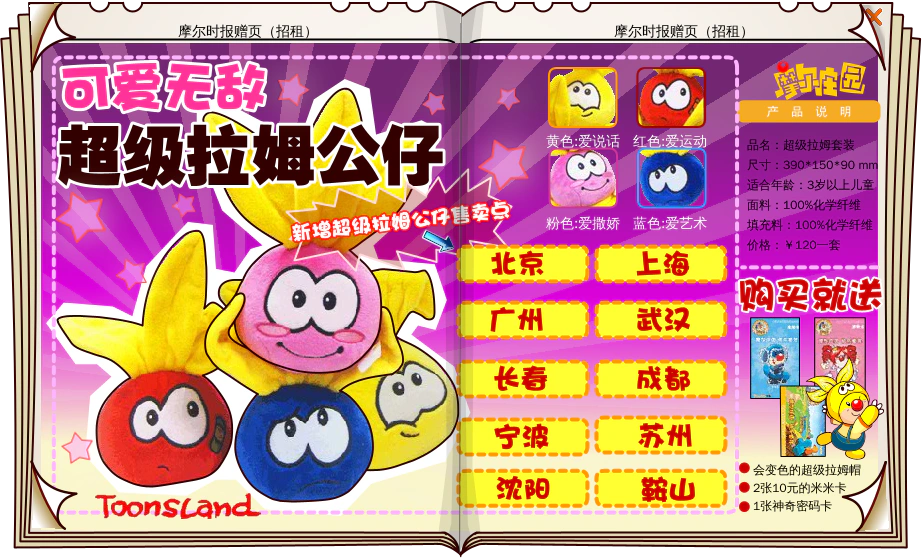 摩尔时报赠页（招租）
摩尔时报赠页（招租）
可爱无敌
超级拉姆公仔
新增超级拉姆公仔售卖点
ToonsLand
黄色:爱说话
红色:爱运动
粉色:爱撒娇
蓝色:爱艺术
北京
上海
广州
武汉
长春
成都
宁波
苏州
沈阳
鞍山
摩尔庄园
产品说明
品名：超级拉姆套装
尺寸：390*150*90 mm
适合年龄：3岁以上儿童
面料：100%化学纤维
填充料：100%化学纤维
价格：￥120一套
购买就送
会变色的超级拉姆帽
2张10元的米米卡
1张神奇密码卡